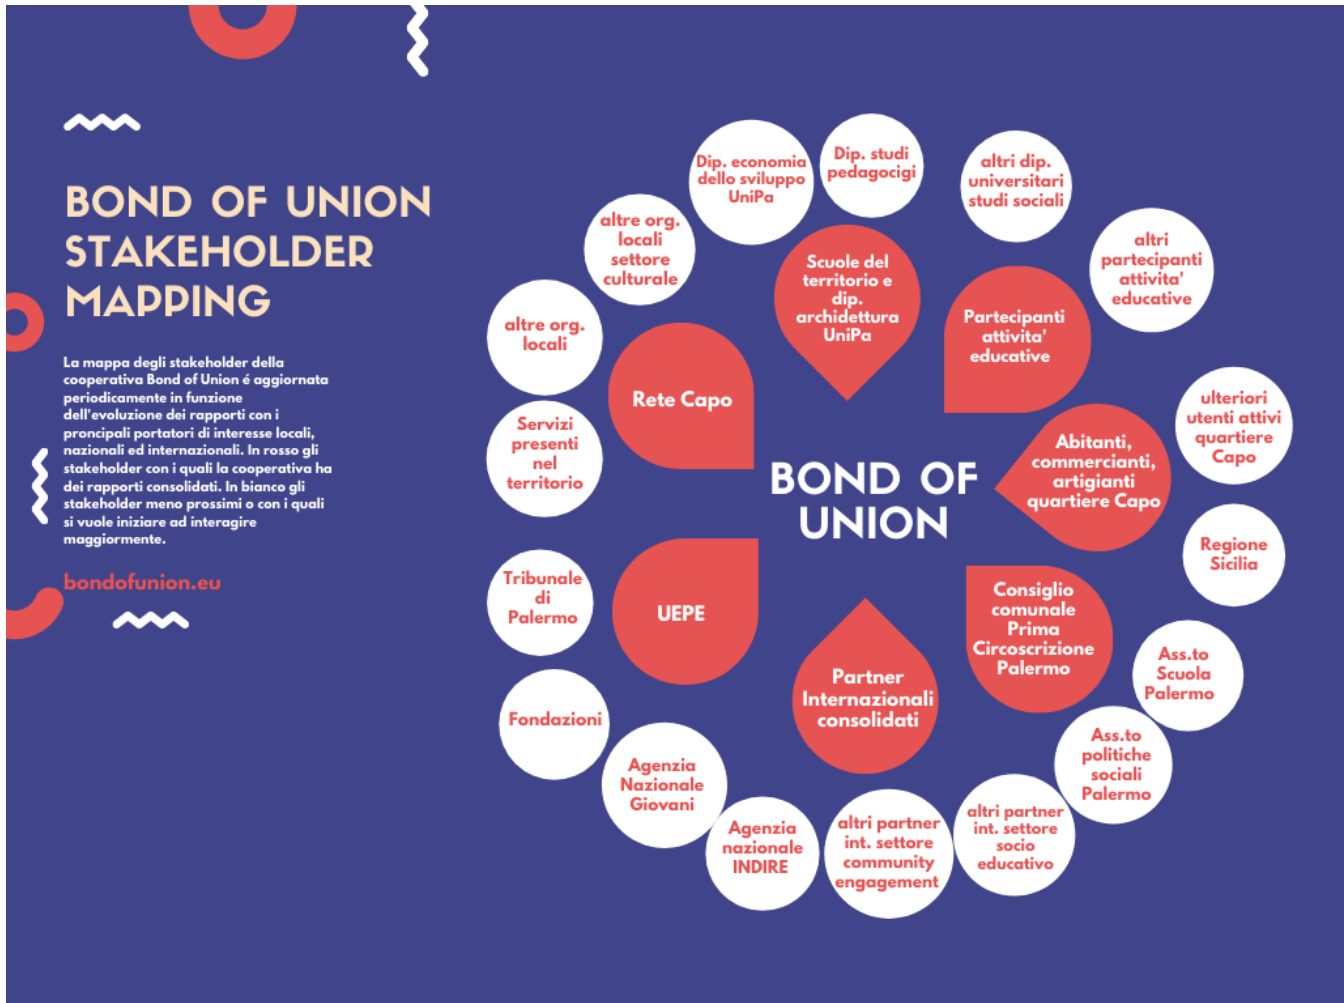 BOND OF UNION
STAKEHOLDER
MAPPING
La mappa degli stakeholder della
cooperativa Bond of Union é aggiornata
periodicamente in funzione
dell'evoluzione dei rapporti con i
proncipali portatori di interesse locali,
nazionali ed internazionali. In rosso gli
stakeholder con i quali la cooperativa ha
dei rapporti consolidati. In bianco gli
stakeholder meno prossimi o con i quali
si vuole iniziare ad interagire
maggiormente.
bondofunion.eu
Dip. economia
dello sviluppo
UniPa
Dip. studi
pedagocigi
altri dip.
universitari
studi sociali
altri
partecipanti
attivita'
educative
ulteriori
utenti attivi
quartiere
Capo
Regione
Sicilia
Ass.to
Scuola
Palermo
Ass.to
politiche
sociali
Palermo
altri partner
int. settore
socio
educativo
altri partner
int. settore
community
engagement
Agenzia
nazionale
INDIRE
Agenzia
Nazionale
Giovani
Fondazioni
Tribunale
di
Palermo
Servizi
presenti
nel
territorio
altre org.
locali
altre org.
locali
settore
culturale
Scuole del
territorio e
dip.
archidettura
UniPa
Partecipanti
attivita'
educative
Abitanti,
commercianti,
artigianti
quartiere Capo
Consiglio
comunale
Prima
Circoscrizione
Palermo
Partner
Internazionali
consolidati
UEPE
Rete Capo
BOND OF
UNION